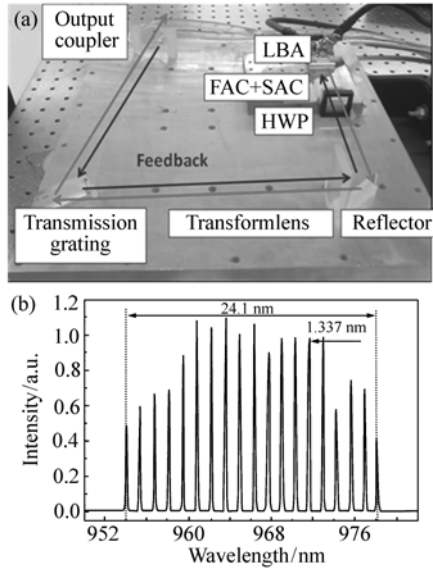 (a)
Output
coupler
LBA
FAC+SAC
HWP
Feedback
Transmission
grating
Transformlens
Reflector
(b)
24.1 nm
1.337 nm
1.2
1.0
0.8
0.6
0.4
0.2
0.0
Intensity/a.u.
952 960 968 976
Wavelength/nm